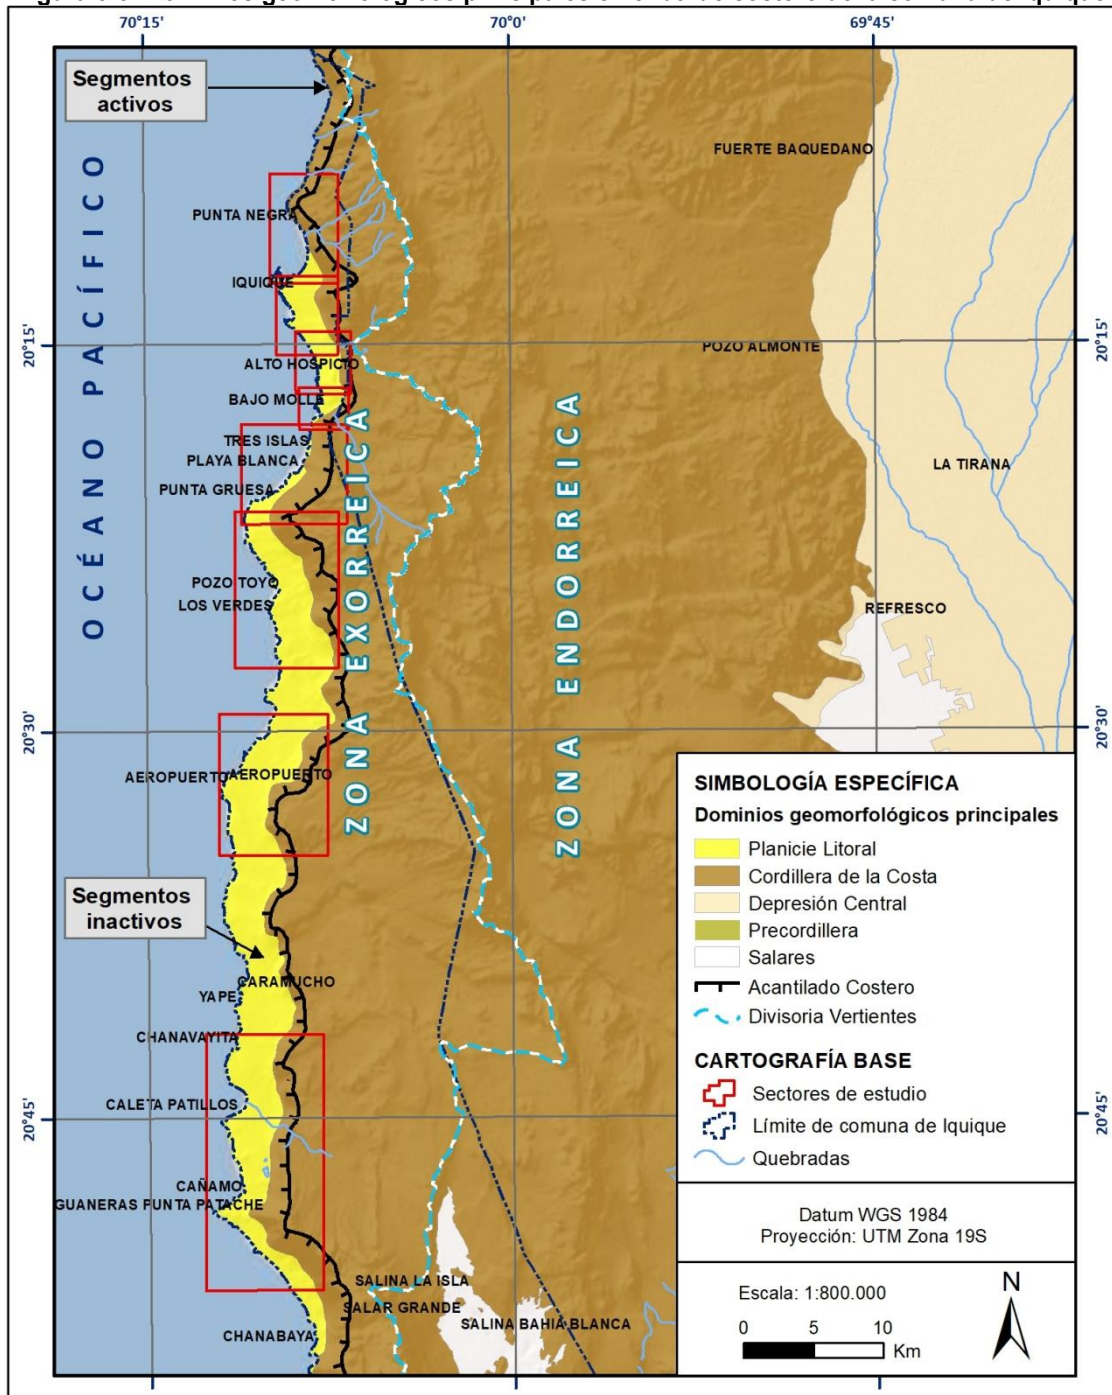 70°15'
70°0'
69°45'
Segmentos
activos
FUERTE BAQUEDANO
PUNTA NEGRA
IQUIQUE
20°15'
20°15'
POZO ALMONTE
ALTO HOSPICIO
BAJO MOLLE
TRES ISLAS
PLAYA BLANCA
LA TIRANA
PUNTA GRUESA
OCÉANO PACÍFICO
ZONA EXORREICA
ZONA ENDORREICA
POZO TOYO
LOS VERDES
REFRESCO
20°30'
20°30'
AEROPUERTO
AEROPUERTO
Segmentos
inactivos
CARAMUCHO
YAPE
CHANAVAYITA
CALETA PATILLOS
20°45'
20°45'
CAÑAMO
GUANERAS PUNTA PATACHE
SALINA LA ISLA
SALAR GRANDE
SALINA BAHIA BLANCA
CHANABAYA
SIMBOLOGÍA ESPECÍFICA
Dominios geomorfológicos principales
Planicie Litoral
Cordillera de la Costa
Depresión Central
Precordillera
Salares
Acantilado Costero
Divisoria Vertientes
CARTOGRAFÍA BASE
Sectores de estudio
Límite de comuna de Iquique
Quebradas
Datum WGS 1984
Proyección: UTM Zona 19S
Escala: 1:800.000
N
0 5 10
Km